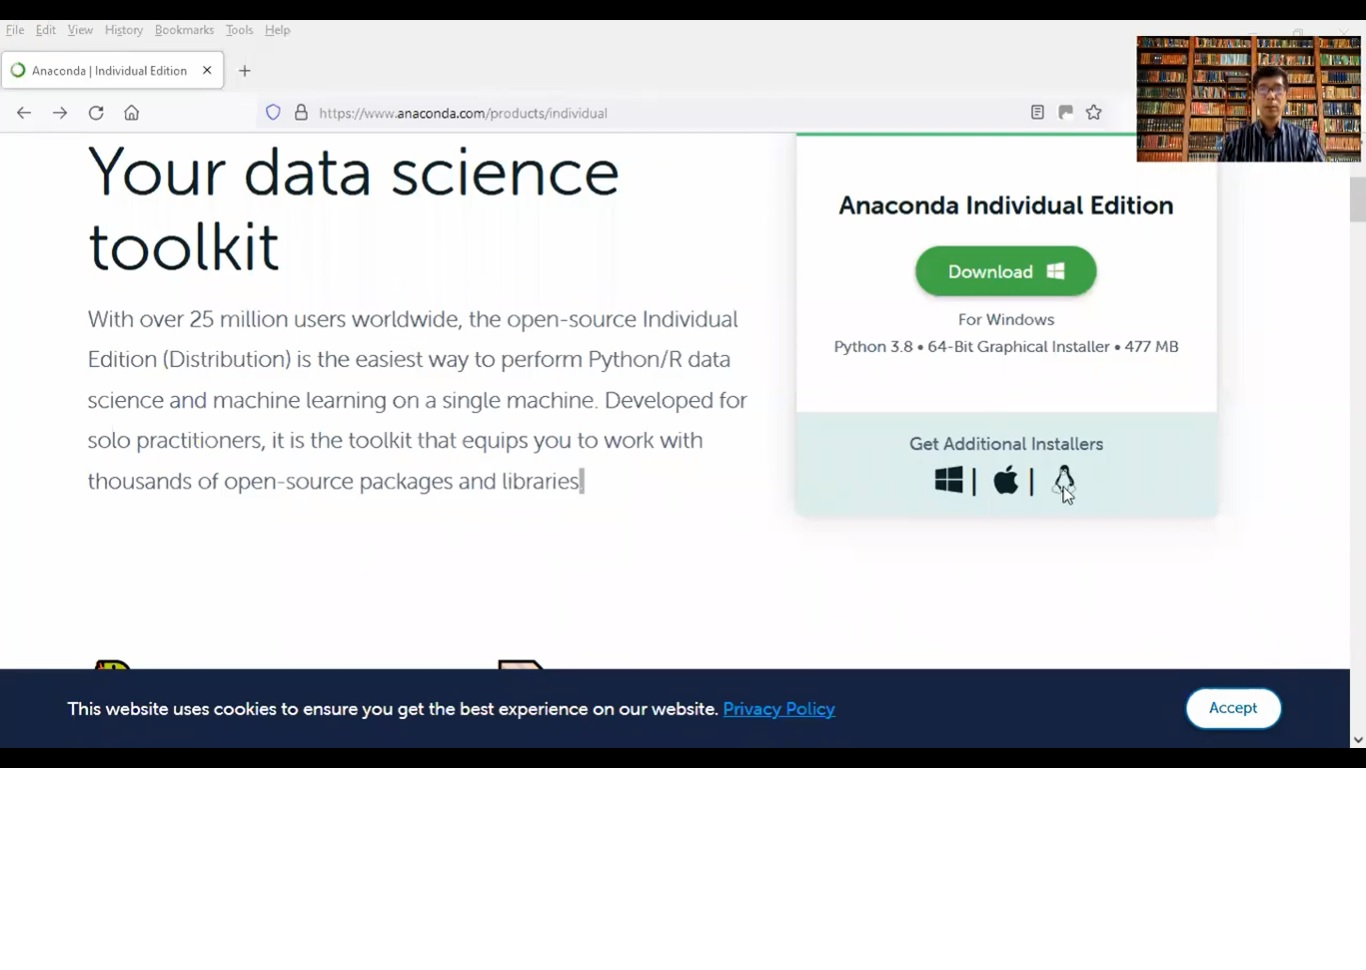 File Edit View History Bookmarks Tools Help
Anaconda | Individual Edition
https://www.anaconda.com/products/individual
Your data science
toolkit
With over 25 million users worldwide, the open-source Individual
Edition (Distribution) is the easiest way to perform Python/R data
science and machine learning on a single machine. Developed for
solo practitioners, it is the toolkit that equips you to work with
thousands of open-source packages and libraries
Anaconda Individual Edition
Download
For Windows
Python 3.8 • 64-Bit Graphical Installer • 477 MB
Get Additional Installers
| |
This website uses cookies to ensure you get the best experience on our website. Privacy Policy
Accept